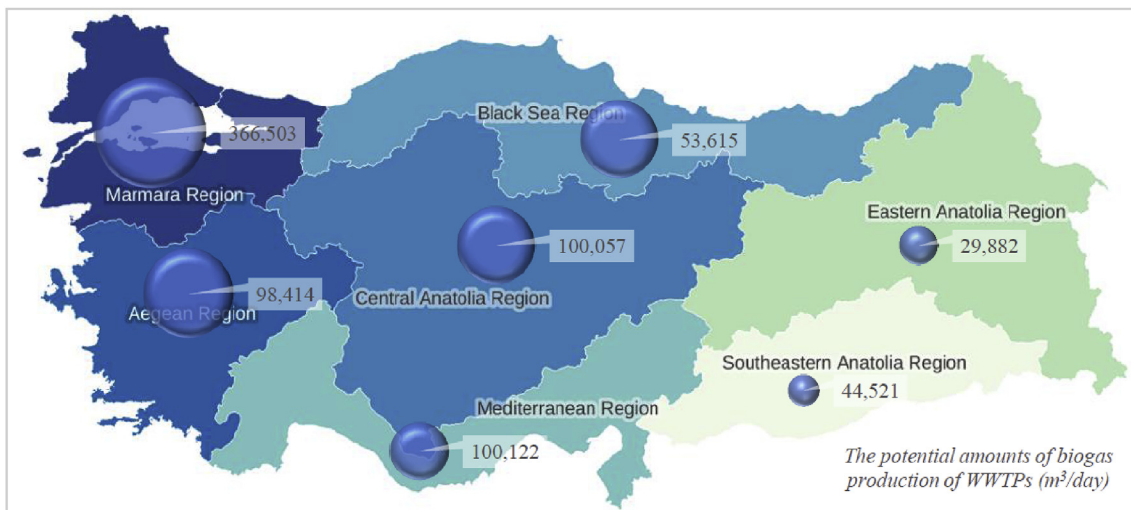 Black Sea Region
53,615
366,503
Marmara Region
Eastern Anatolia Region
29,882
100,057
Central Anatolia Region
98,414
Aegean Region
Southeastern Anatolia Region
44,521
Mediterranean Region
100,122
The potential amounts of biogas
production of WWTPs (m³/day)